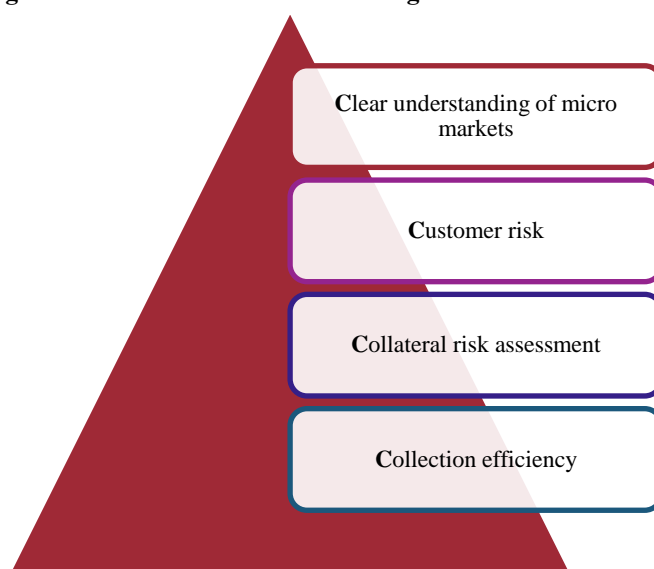 Clear understanding of micro
markets
Customer risk
Collateral risk assessment
Collection efficiency